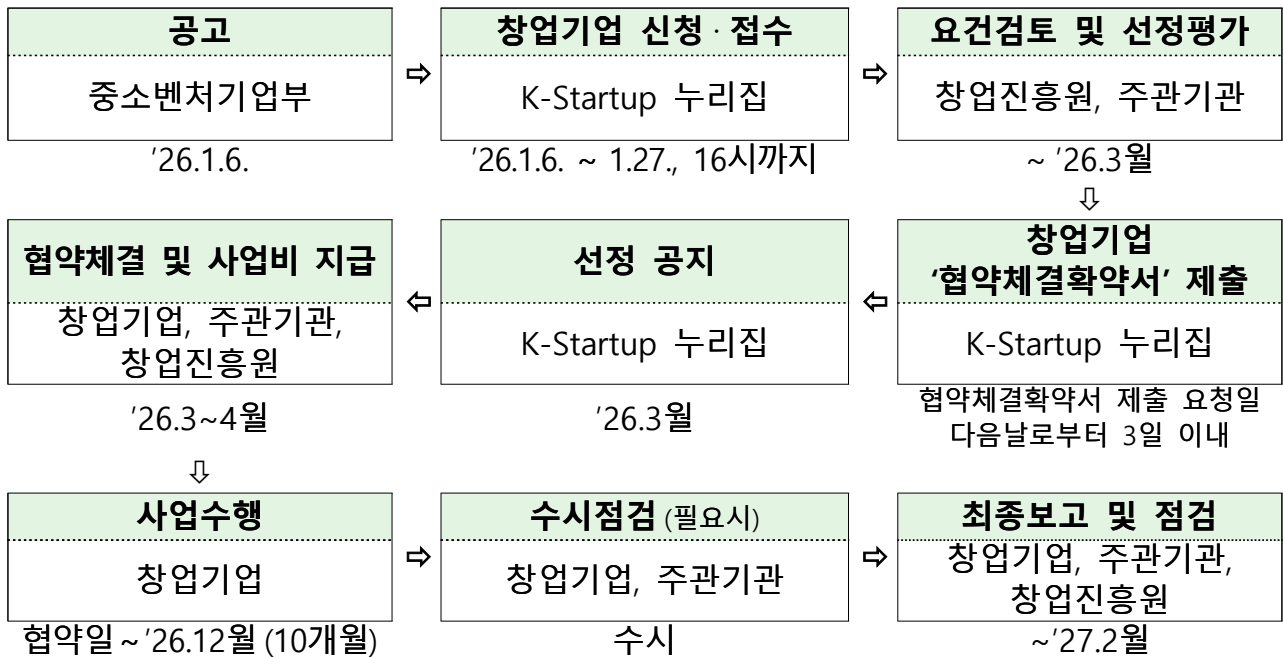 공고
중소벤처기업부
'26.1.6.
⇨
창업기업 신청·접수
K-Startup 누리집
'26.1.6. ~ 1.27., 16시까지
⇨
요건검토 및 선정평가
창업진흥원, 주관기관
~ '26.3월
⇩
창업기업
'협약체결확약서' 제출
K-Startup 누리집
협약체결확약서 제출 요청일
다음날로부터 3일 이내
⇦
선정 공지
K-Startup 누리집
'26.3월
⇦
협약체결 및 사업비 지급
창업기업, 주관기관,
창업진흥원
'26.3~4월
⇩
사업수행
창업기업
협약일 ~ '26.12월 (10개월)
⇨
수시점검 (필요시)
창업기업, 주관기관
수시
⇨
최종보고 및 점검
창업기업, 주관기관,
창업진흥원
~'27.2월